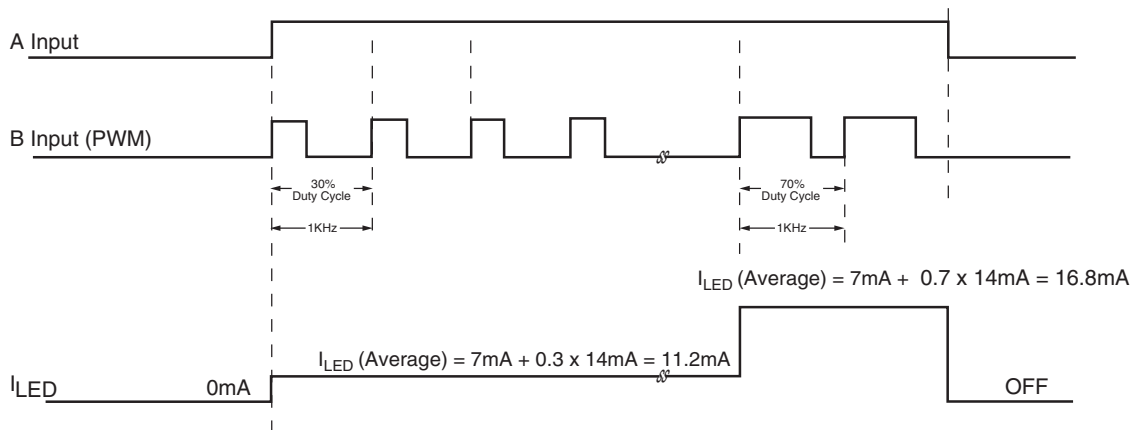 A Input
B Input (PWM)
30%
Duty Cycle
1KHz
70%
Duty Cycle
1KHz
I_LED (Average) = 7mA + 0.7 x 14mA = 16.8mA
I_LED (Average) = 7mA + 0.3 x 14mA = 11.2mA
I_LED
0mA
OFF